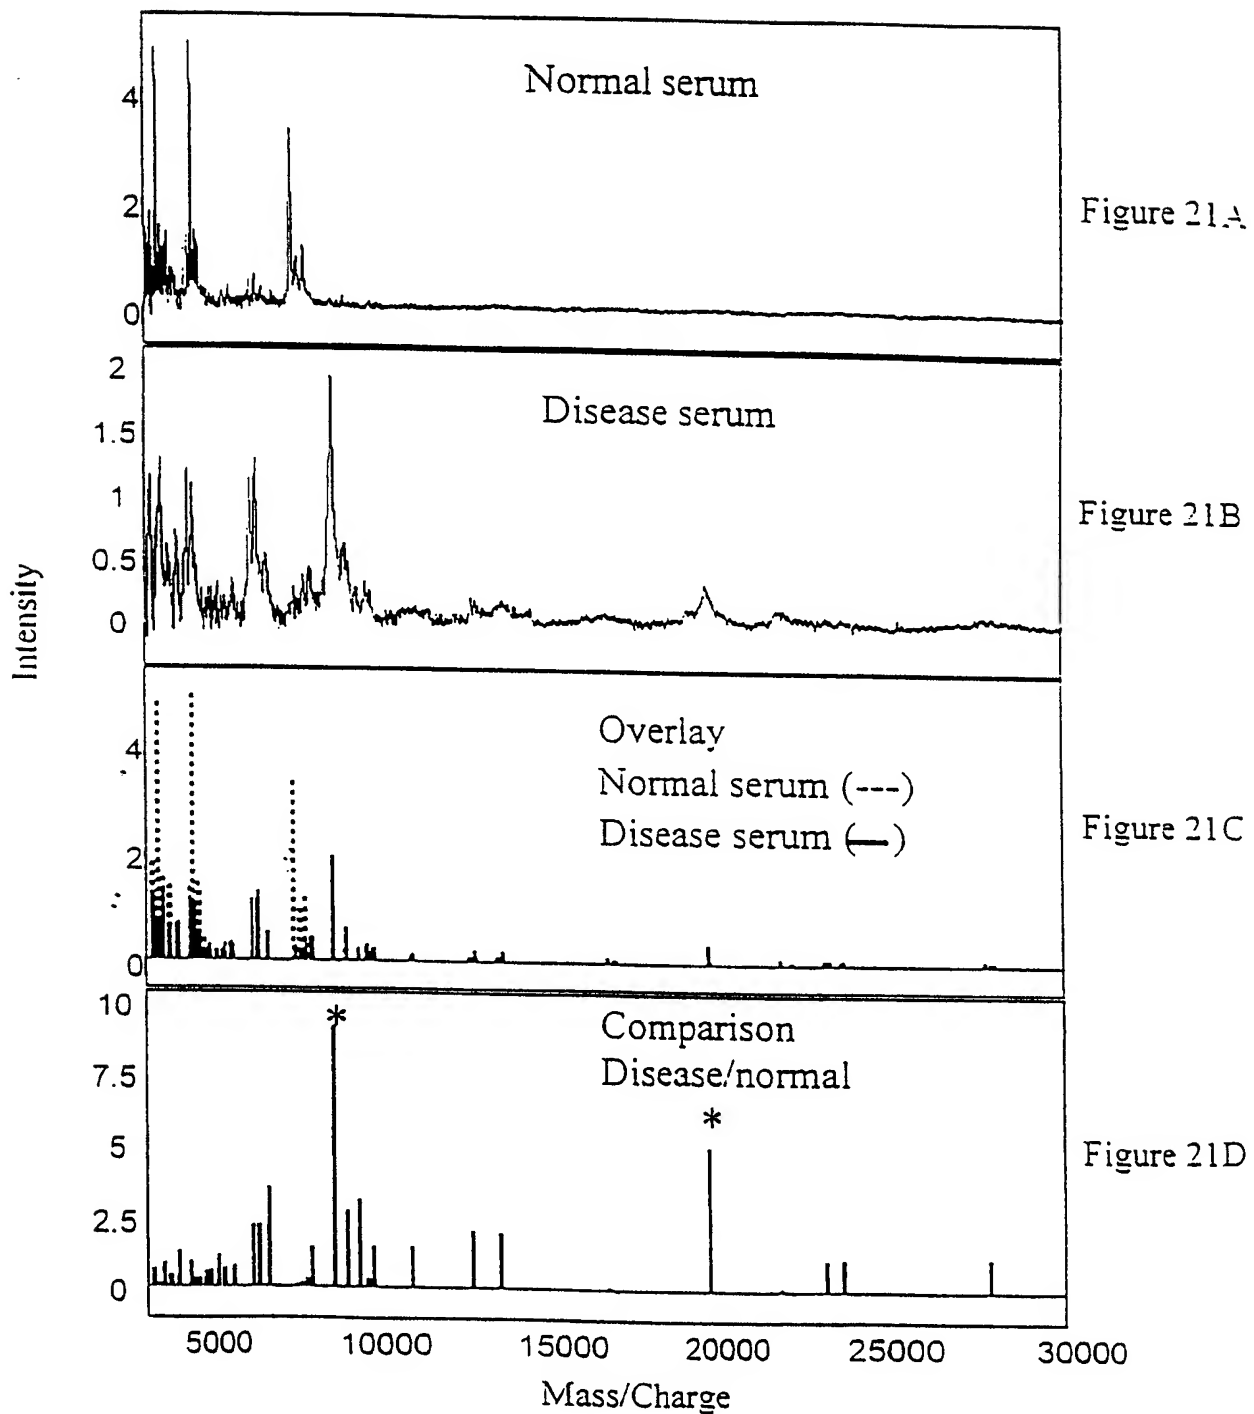 Normal serum
4
2
0
Figure 21A
Disease serum
2
1.5
1
0.5
0
Figure 21B
Intensity
Overlay
Normal serum (---)
Disease serum (—)
4
2
0
Figure 21C
Comparison
Disease/normal
*
*
10
7.5
5
2.5
0
Figure 21D
5000 10000 15000 20000 25000 30000
Mass/Charge